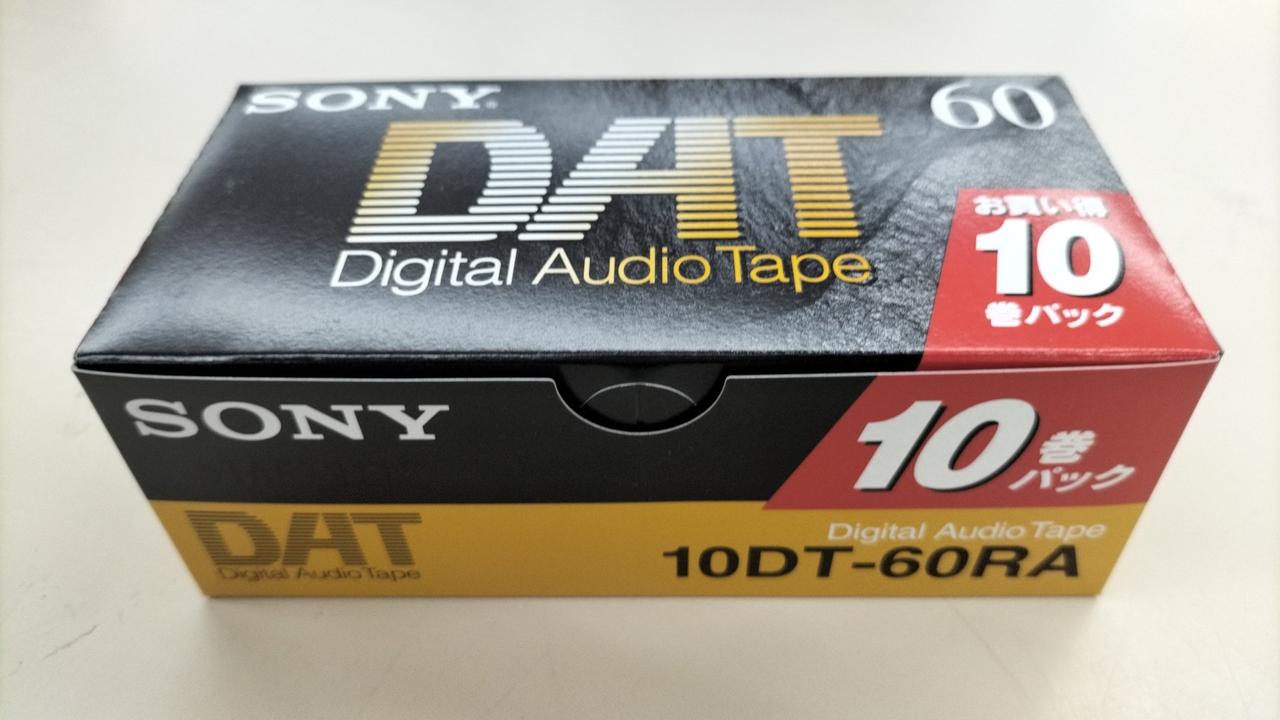 SONY
60
DAT
Digital Audio Tape
お買い得
10
巻パック
SONY
10巻
パック
DAT
Digital Audio Tape
Digital Audio Tape
10DT-60RA